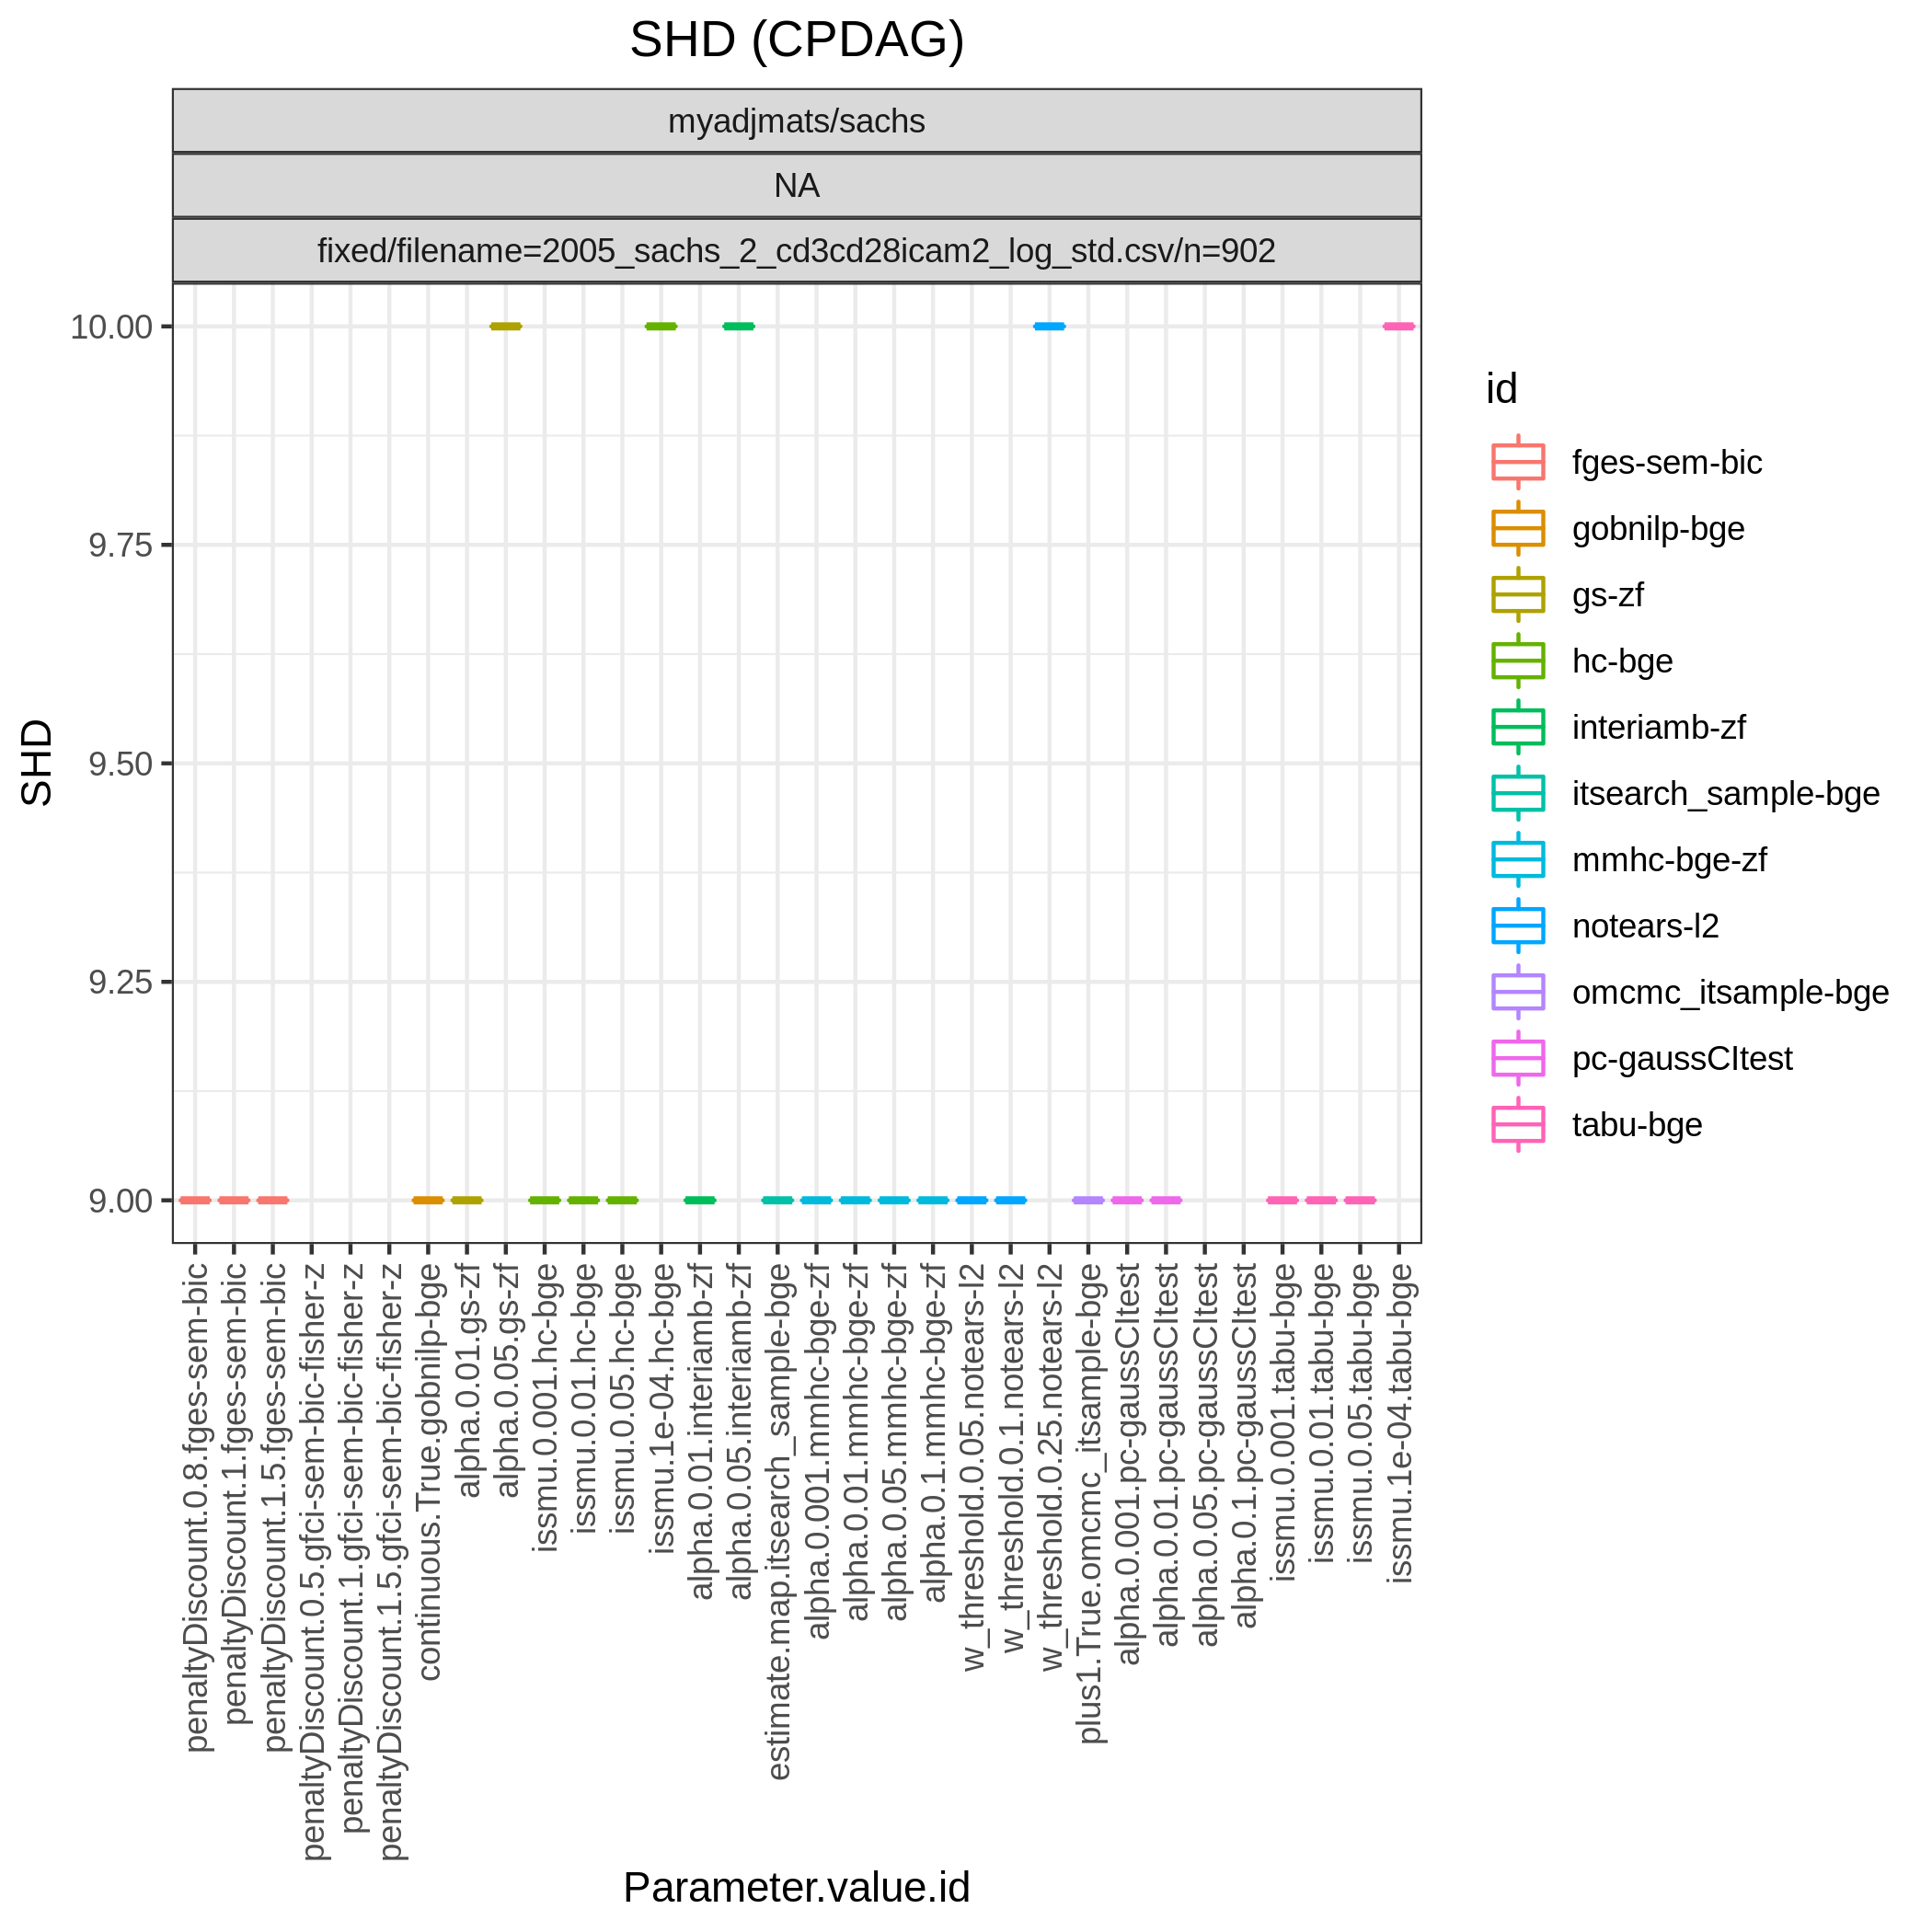 SHD (CPDAG)
myadjmats/sachs
NA
fixed/filename=2005_sachs_2_cd3cd28icam2_log_std.csv/n=902
10.00
9.75
9.50
9.25
9.00
SHD
penaltyDiscount.0.8.fges-sem-bic
penaltyDiscount.1.fges-sem-bic
penaltyDiscount.1.5.fges-sem-bic
penaltyDiscount.0.5.gfci-sem-bic-fisher-z
penaltyDiscount.1.gfci-sem-bic-fisher-z
penaltyDiscount.1.5.gfci-sem-bic-fisher-z
continuous.True.gobnilp-bge
alpha.0.01.gs-zf
alpha.0.05.gs-zf
issmu.0.001.hc-bge
issmu.0.01.hc-bge
issmu.0.05.hc-bge
issmu.1e-04.hc-bge
alpha.0.01.interiamb-zf
alpha.0.05.interiamb-zf
estimate.map.itsearch_sample-bge
alpha.0.001.mmhc-bge-zf
alpha.0.01.mmhc-bge-zf
alpha.0.05.mmhc-bge-zf
alpha.0.1.mmhc-bge-zf
w_threshold.0.05.notears-l2
w_threshold.0.1.notears-l2
w_threshold.0.25.notears-l2
plus1.True.omcmc_itsample-bge
alpha.0.001.pc-gaussCItest
alpha.0.01.pc-gaussCItest
alpha.0.05.pc-gaussCItest
alpha.0.1.pc-gaussCItest
issmu.0.001.tabu-bge
issmu.0.01.tabu-bge
issmu.0.05.tabu-bge
issmu.1e-04.tabu-bge
Parameter.value.id
id
fges-sem-bic
gobnilp-bge
gs-zf
hc-bge
interiamb-zf
itsearch_sample-bge
mmhc-bge-zf
notears-l2
omcmc_itsample-bge
pc-gaussCItest
tabu-bge